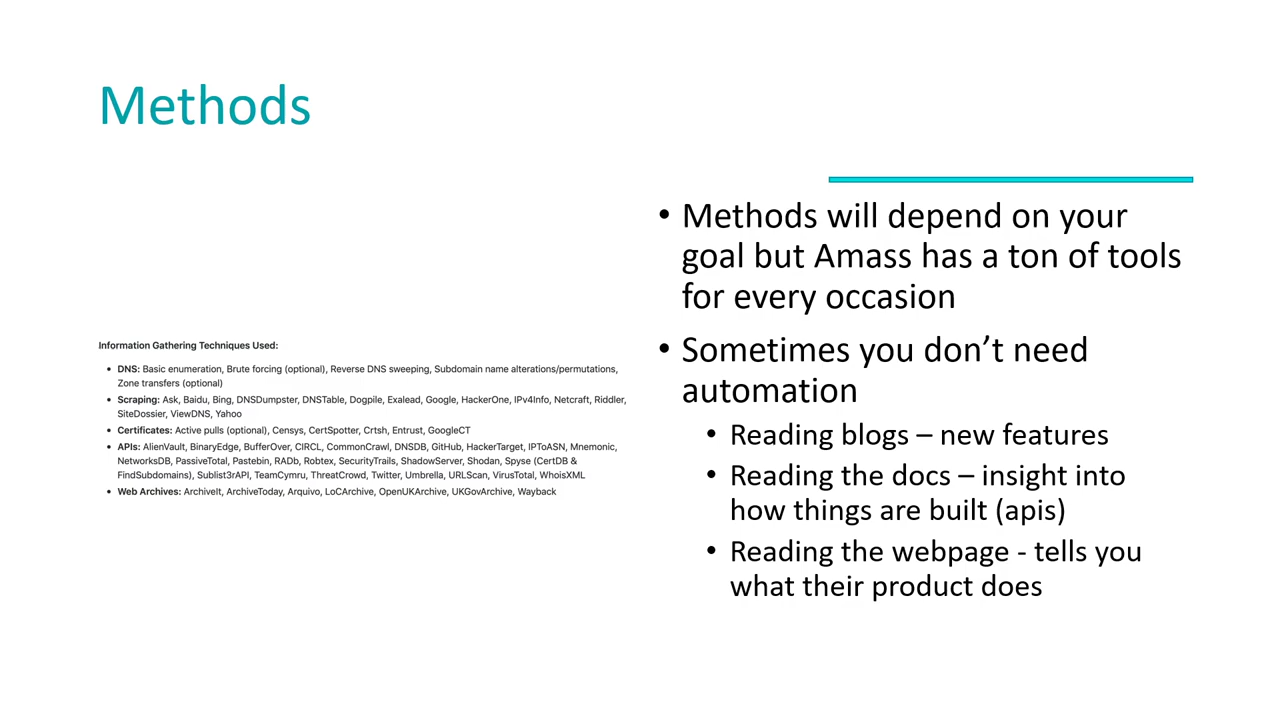 Methods
Information Gathering Techniques Used:
• DNS: Basic enumeration, Brute forcing (optional), Reverse DNS sweeping, Subdomain name alterations/permutations,
Zone transfers (optional)
• Scraping: Ask, Baidu, Bing, DNSDumpster, DNSTable, Dogpile, Exalead, Google, HackerOne, IPv4Info, Netcraft, Riddler,
SiteDossier, ViewDNS, Yahoo
• Certificates: Active pulls (optional), Censys, CertSpotter, Crtsh, Entrust, GoogleCT
• APIs: AlienVault, BinaryEdge, BufferOver, CIRCL, CommonCrawl, DNSDB, GitHub, HackerTarget, IPToASN, Mnemonic,
NetworksDB, PassiveTotal, Pastebin, RADb, Robtex, SecurityTrails, ShadowServer, Shodan, Spyse (CertDB &
FindSubdomains), Sublist3rAPI, TeamCymru, ThreatCrowd, Twitter, Umbrella, URLScan, VirusTotal, WhoisXML
• Web Archives: ArchiveIt, ArchiveToday, Arquivo, LoCArchive, OpenUKArchive, UKGovArchive, Wayback
• Methods will depend on your
goal but Amass has a ton of tools
for every occasion
• Sometimes you don’t need
automation
• Reading blogs – new features
• Reading the docs – insight into
how things are built (apis)
• Reading the webpage - tells you
what their product does